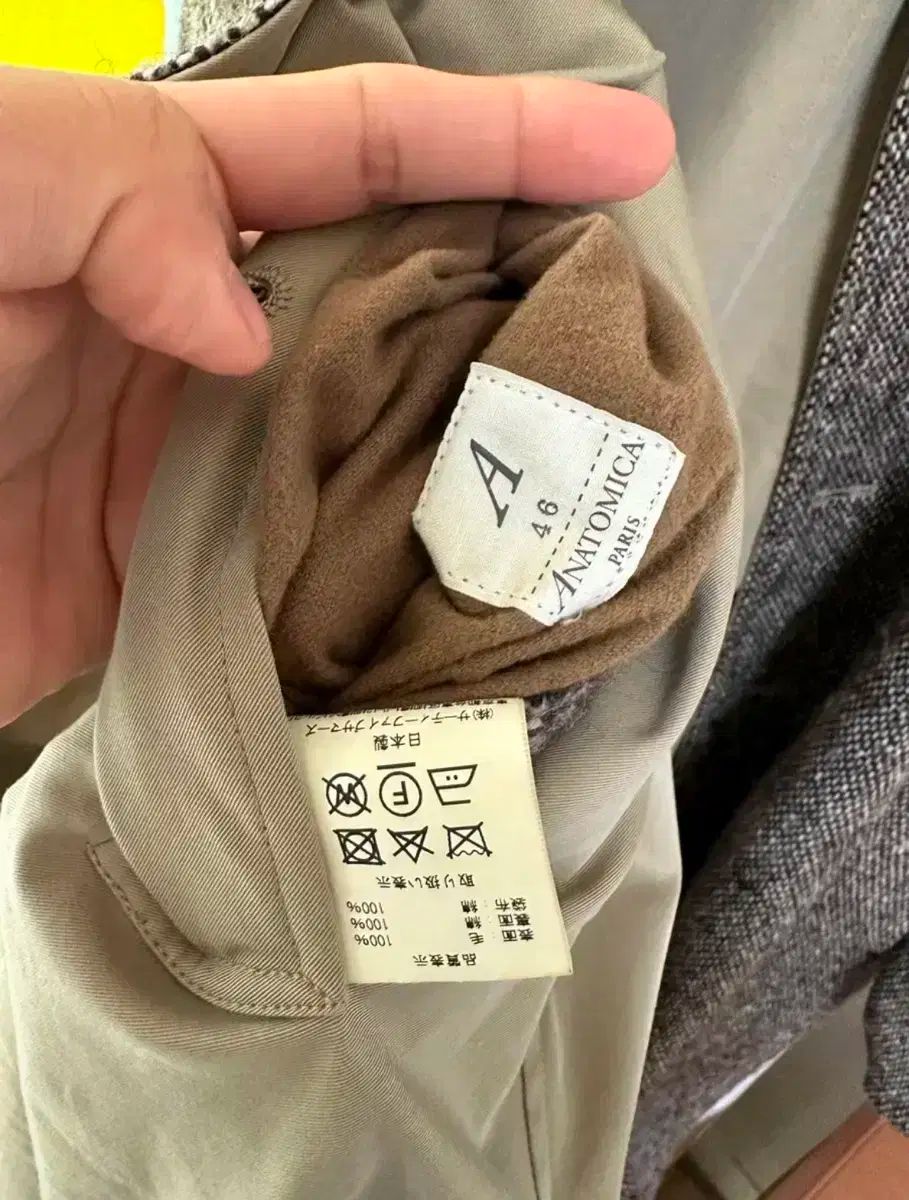 A
46
ANATOMICA
PARIS
品質表示
表面：毛 100%
裏面：綿 100%
袋布：綿 100%
取り扱い表示
日本製
(株)サーティーファイブサマーズ